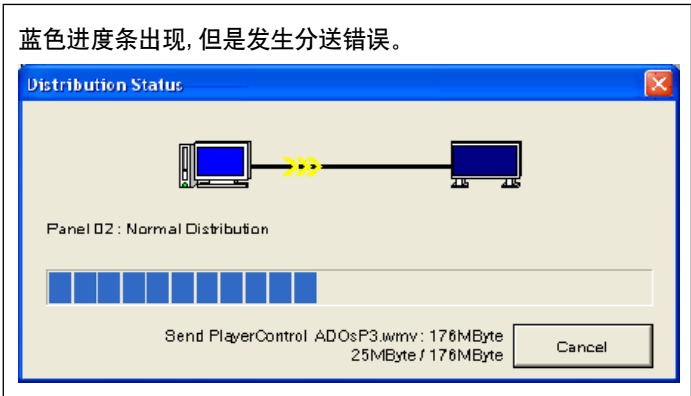 蓝色进度条出现, 但是发生分送错误。
Distribution Status
Panel 02 : Normal Distribution
Send PlayerControl ADOsP3.wmv : 176MByte
25MByte / 176MByte
Cancel